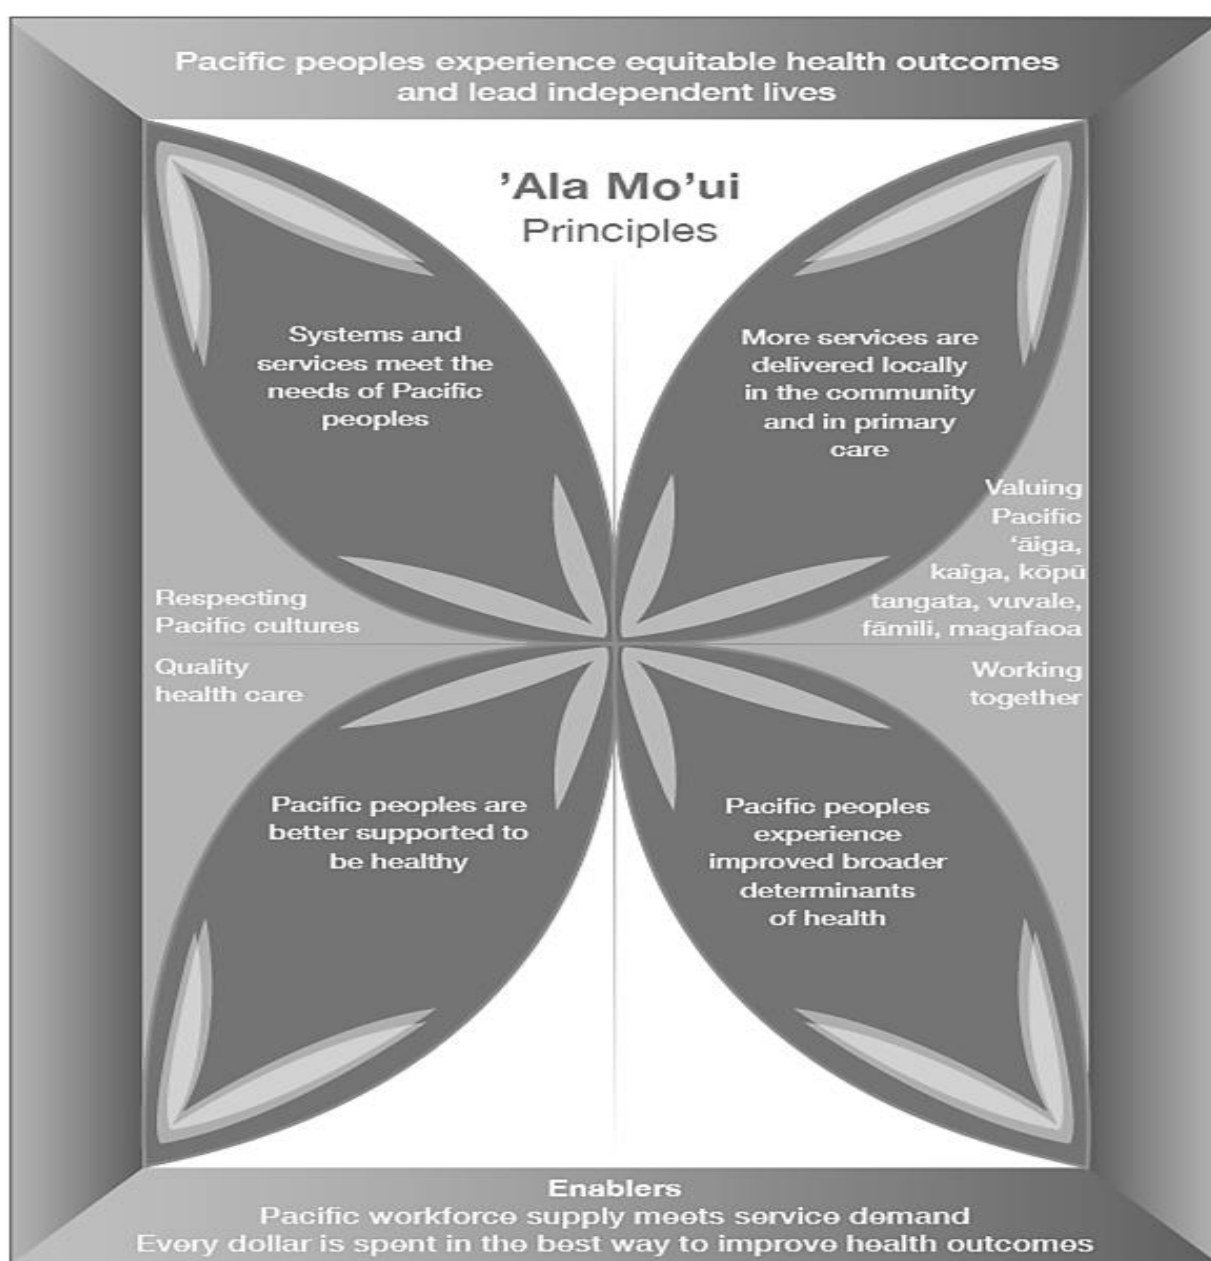 Pacific peoples experience equitable health outcomes
and lead independent lives
’Ala Mo’ui
Principles
Systems and
services meet the
needs of Pacific
peoples
More services are
delivered locally
in the community
and in primary
care
Respecting
Pacific cultures
Valuing
Pacific
‘āiga,
kaīga, kōpū
tangata, vuvale,
fāmili, magafaoa
Quality
health care
Working
together
Pacific peoples are
better supported to
be healthy
Pacific peoples
experience
improved broader
determinants
of health
Enablers
Pacific workforce supply meets service demand
Every dollar is spent in the best way to improve health outcomes